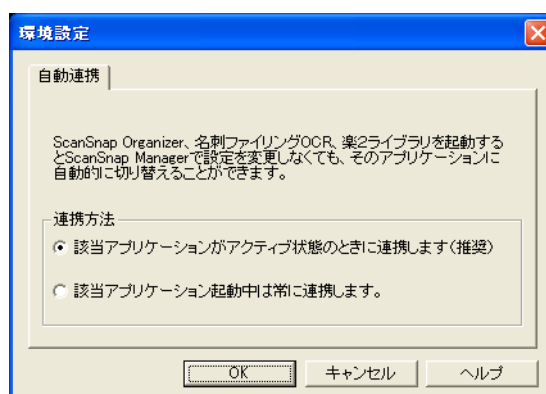 環境設定
自動連携
ScanSnap Organizer、名刺ファイリングOCR、楽2ライブラリを起動する
とScanSnap Managerで設定を変更しなくても、そのアプリケーションに
自動的に切り替えることができます。
連携方法
該当アプリケーションがアクティブ状態のときに連携します(推奨)
該当アプリケーション起動中は常に連携します。
OK キャンセル ヘルプ